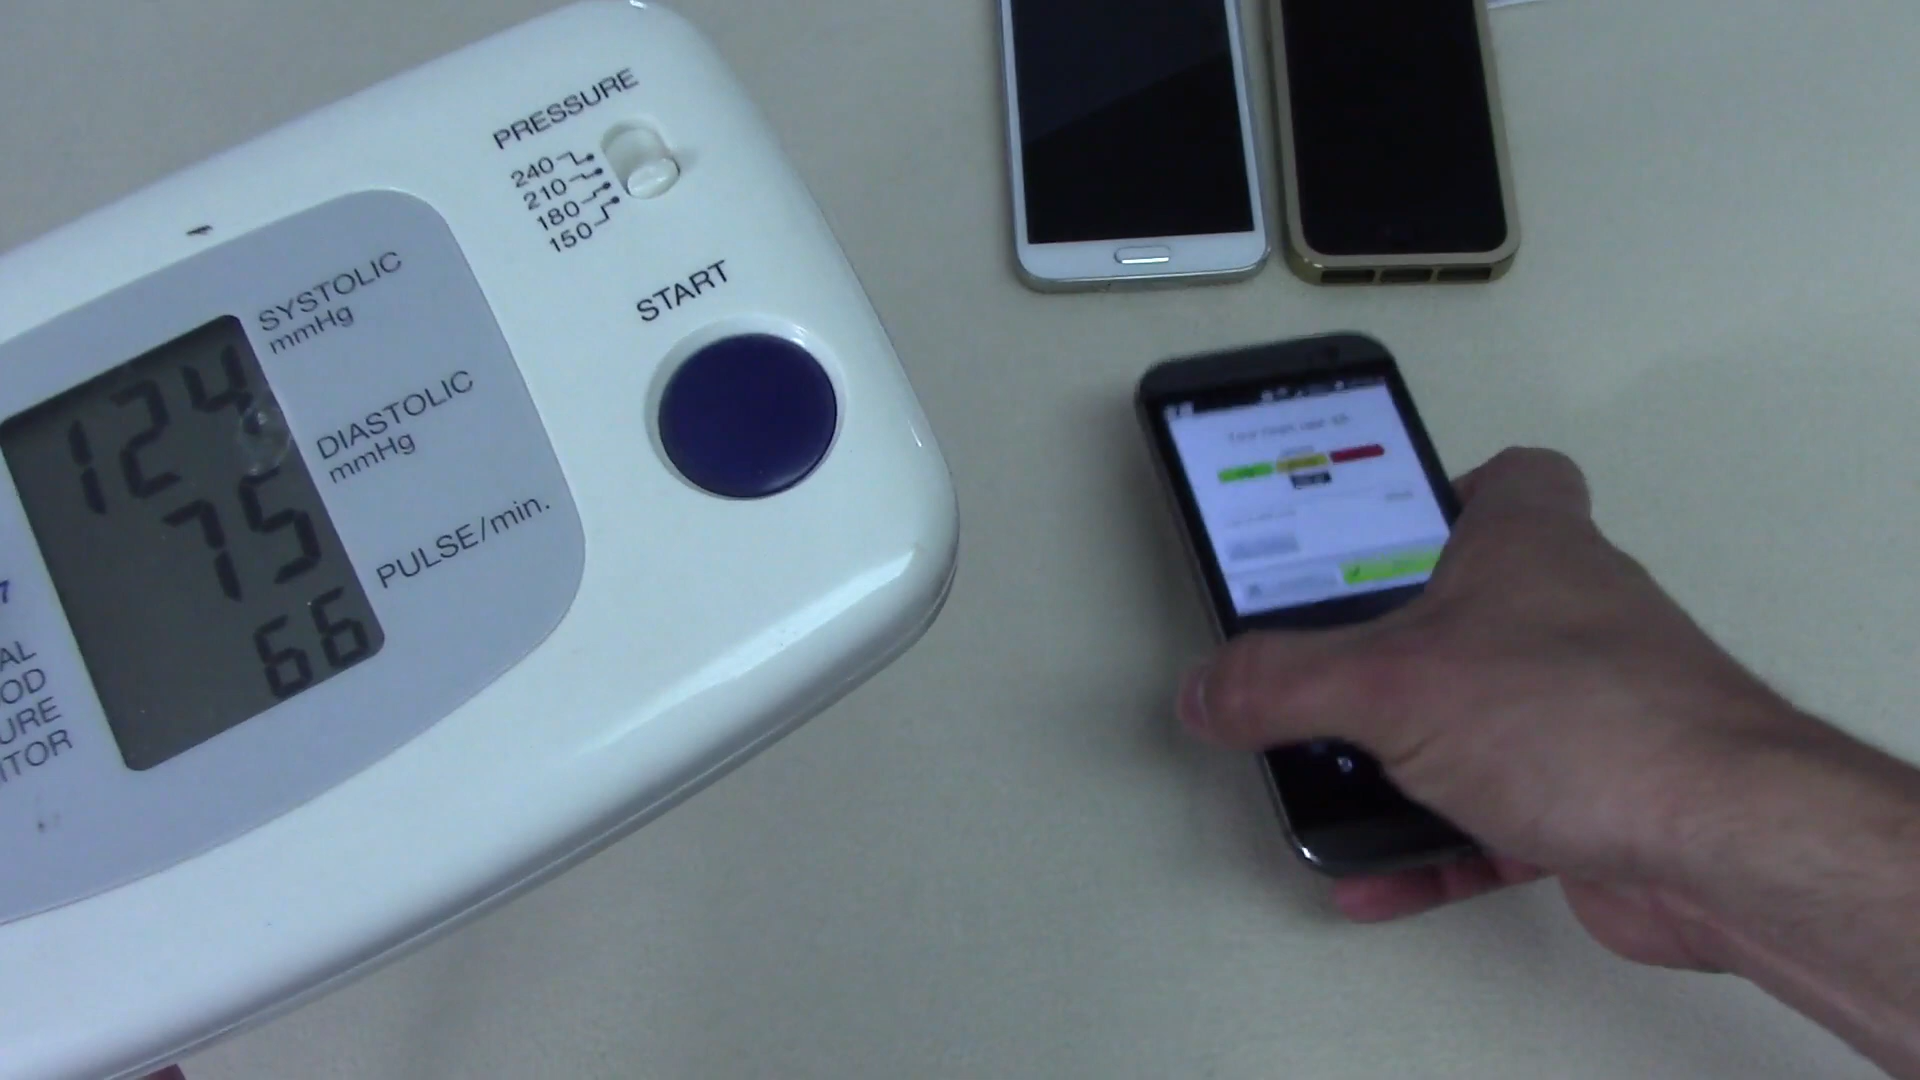 PRESSURE
240
210
180
150
START
SYSTOLIC
mmHg
124
DIASTOLIC
mmHg
75
PULSE/min.
66
7
AL
OD
URE
ITOR